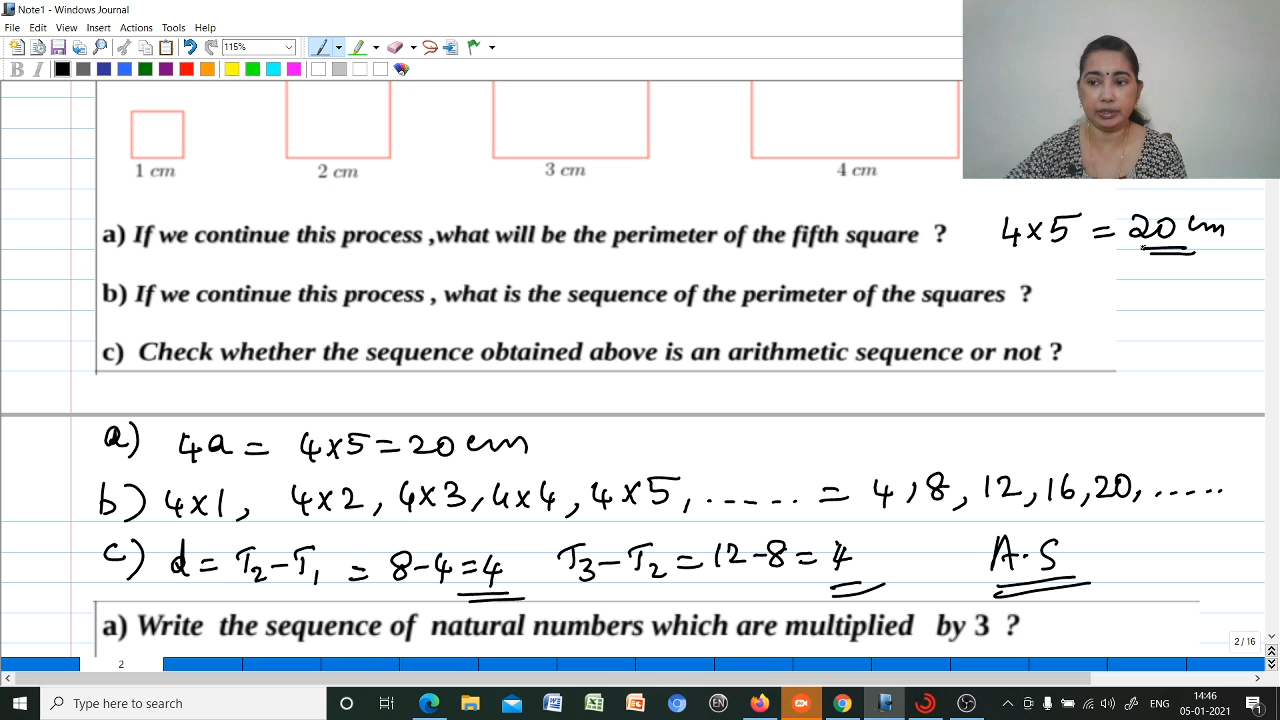 Note1 - Windows Journal
File Edit View Insert Actions Tools Help
115%
B I
1 cm 2 cm 3 cm 4 cm
a) If we continue this process ,what will be the perimeter of the fifth square ? 4×5 = 20 cm
b) If we continue this process , what is the sequence of the perimeter of the squares ?
c) Check whether the sequence obtained above is an arithmetic sequence or not ?
a) 4a = 4×5 = 20 cm
b) 4×1, 4×2, 4×3, 4×4, 4×5, ...... = 4, 8, 12, 16, 20, .....
c) d = T2-T1 = 8-4 = 4 T3-T2 = 12-8 = 4 A.S
a) Write the sequence of natural numbers which are multiplied by 3 ?
2 / 16
2
Type here to search
EN
14:46
05-01-2021